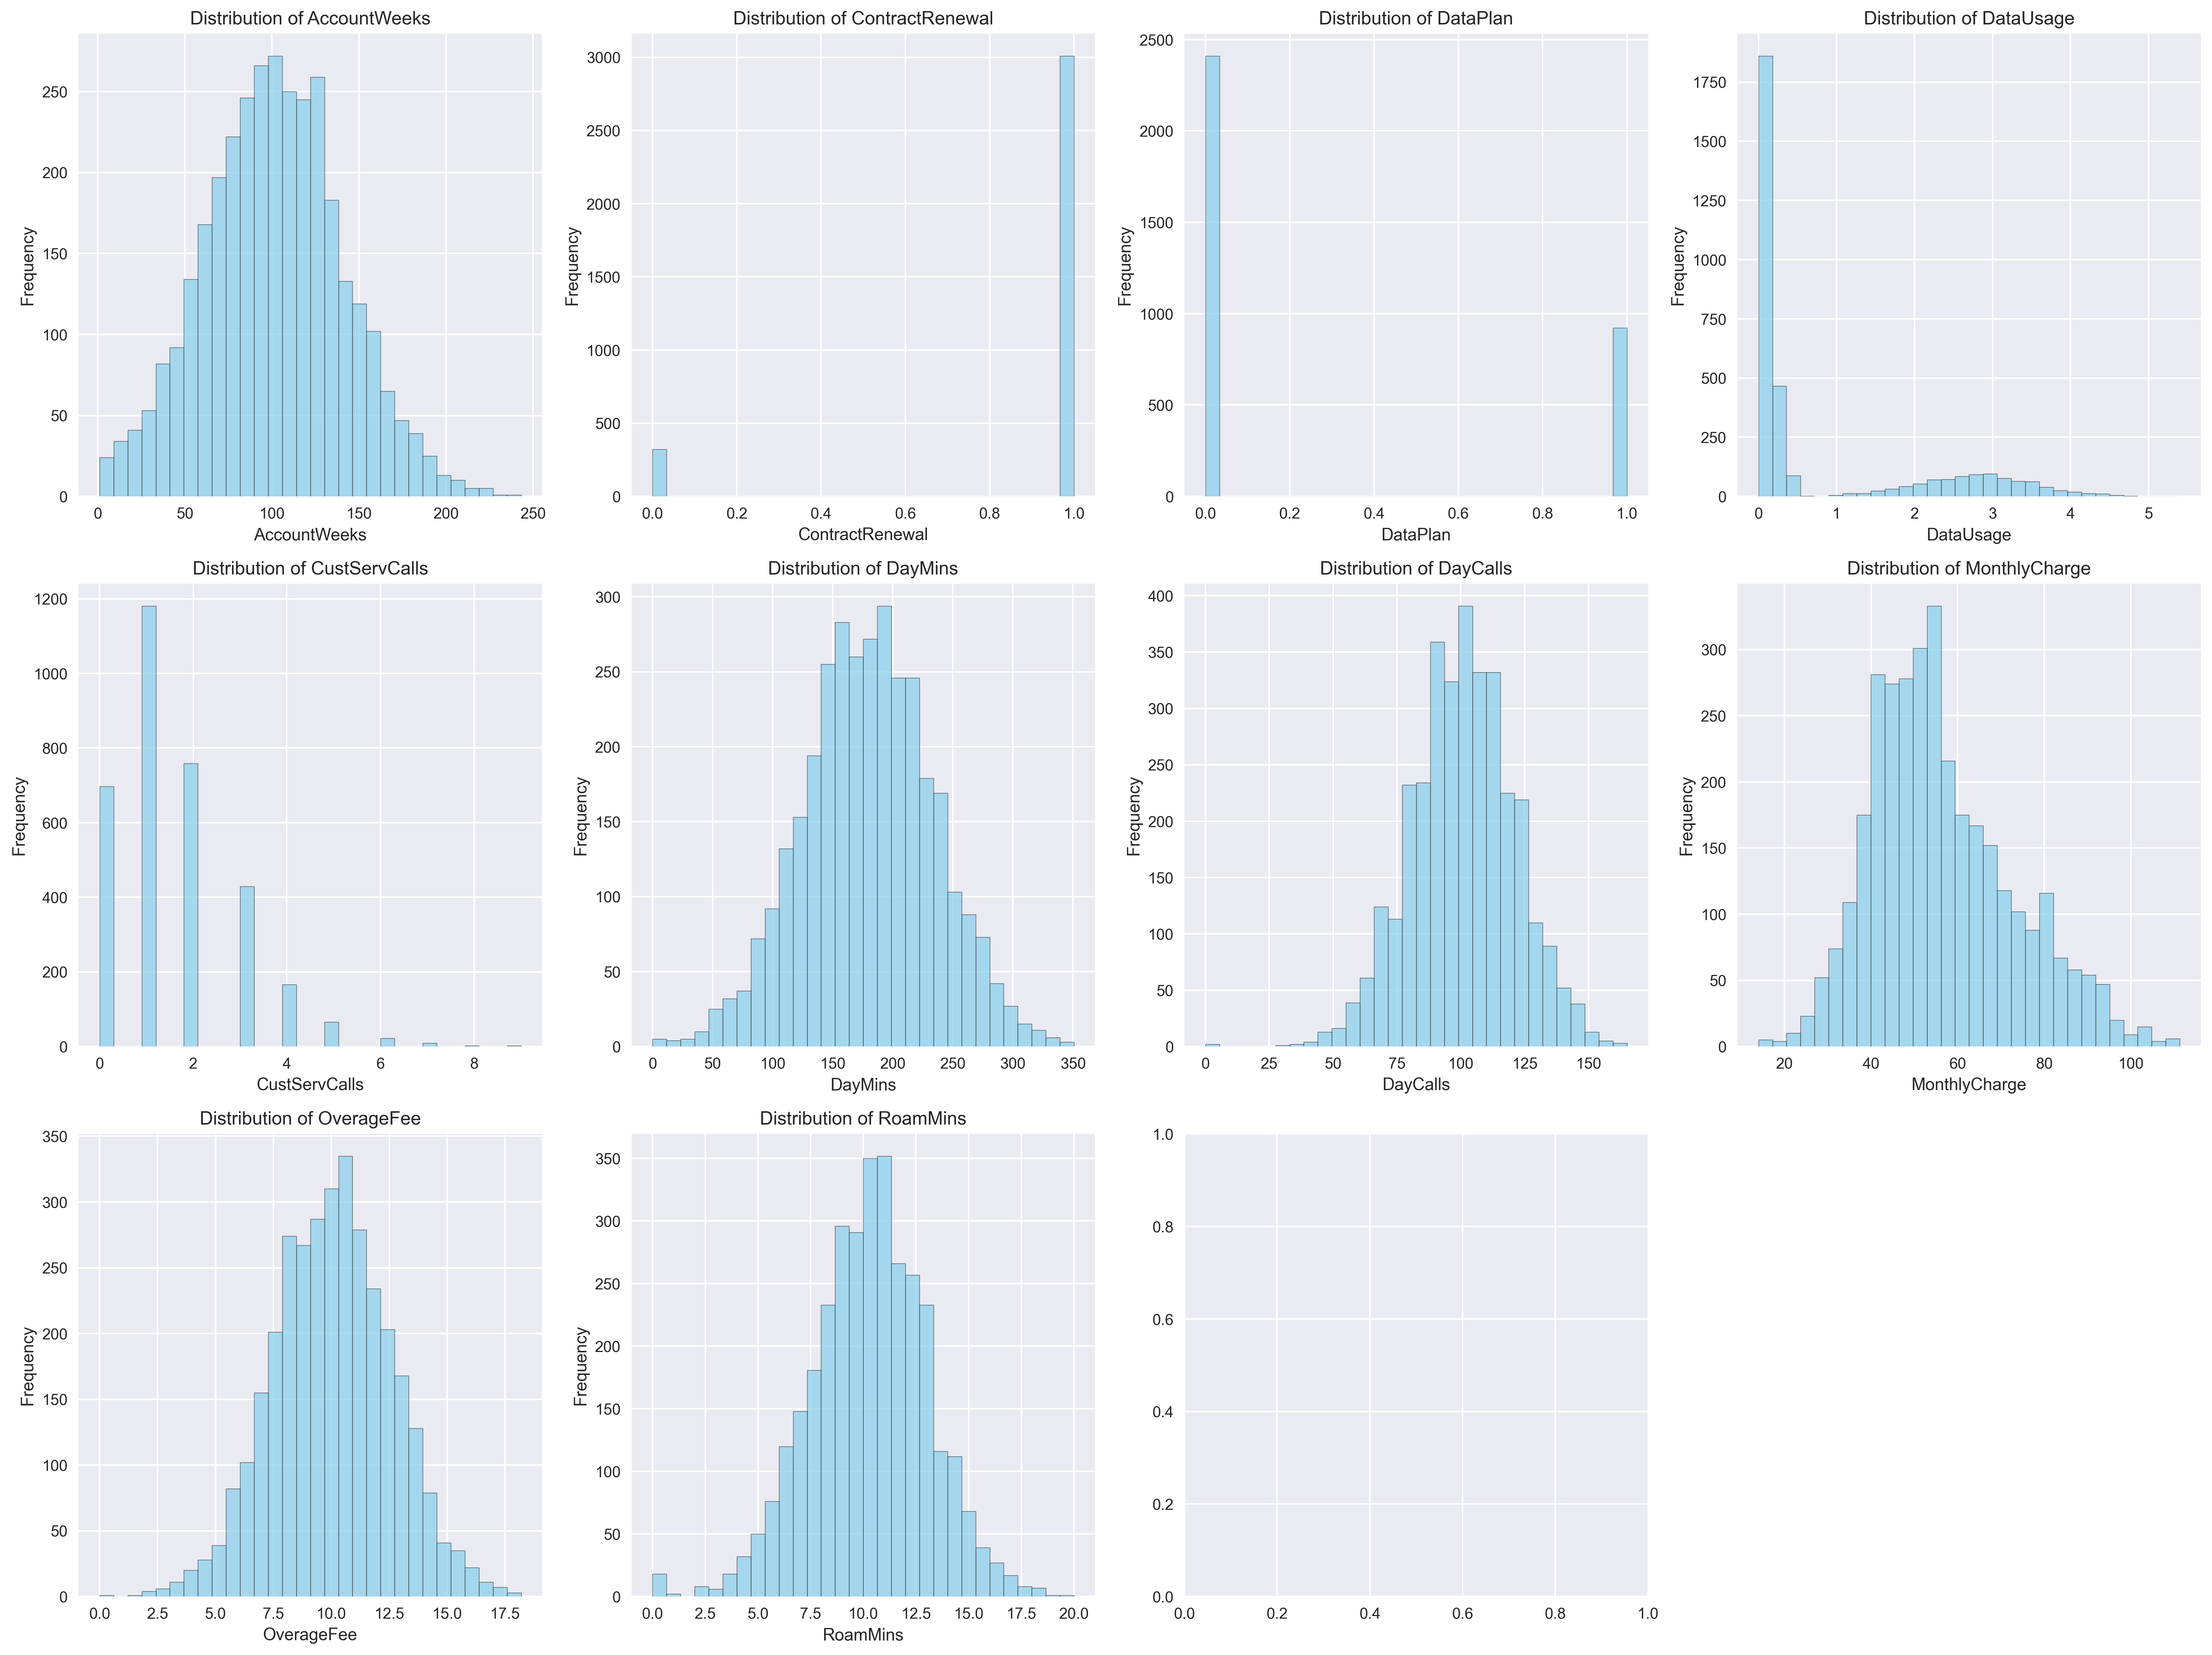 Distribution of AccountWeeks
Frequency
0
50
100
150
200
250
0 50 100 150 200 250
AccountWeeks
Distribution of ContractRenewal
Frequency
0
500
1000
1500
2000
2500
3000
0.0 0.2 0.4 0.6 0.8 1.0
ContractRenewal
Distribution of DataPlan
Frequency
0
500
1000
1500
2000
2500
0.0 0.2 0.4 0.6 0.8 1.0
DataPlan
Distribution of DataUsage
Frequency
0
250
500
750
1000
1250
1500
1750
0 1 2 3 4 5
DataUsage
Distribution of CustServCalls
Frequency
0
200
400
600
800
1000
1200
0 2 4 6 8
CustServCalls
Distribution of DayMins
Frequency
0
50
100
150
200
250
300
0 50 100 150 200 250 300 350
DayMins
Distribution of DayCalls
Frequency
0
50
100
150
200
250
300
350
400
0 25 50 75 100 125 150
DayCalls
Distribution of MonthlyCharge
Frequency
0
50
100
150
200
250
300
20 40 60 80 100
MonthlyCharge
Distribution of OverageFee
Frequency
0
50
100
150
200
250
300
350
0.0 2.5 5.0 7.5 10.0 12.5 15.0 17.5
OverageFee
Distribution of RoamMins
Frequency
0
50
100
150
200
250
300
350
0.0 2.5 5.0 7.5 10.0 12.5 15.0 17.5 20.0
RoamMins
0.0
0.2
0.4
0.6
0.8
1.0
0.0 0.2 0.4 0.6 0.8 1.0